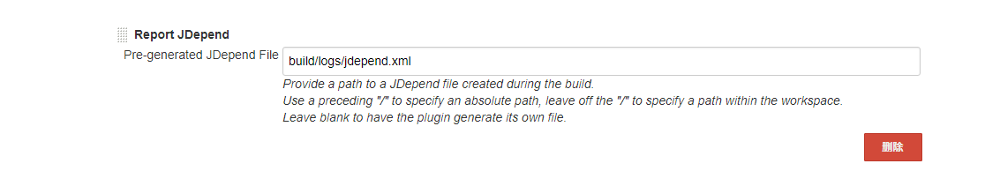 Report JDepend
Pre-generated JDepend File build/logs/jdepend.xml
Provide a path to a JDepend file created during the build.
Use a preceding "/" to specify an absolute path, leave off the "/" to specify a path within the workspace.
Leave blank to have the plugin generate its own file.
删除